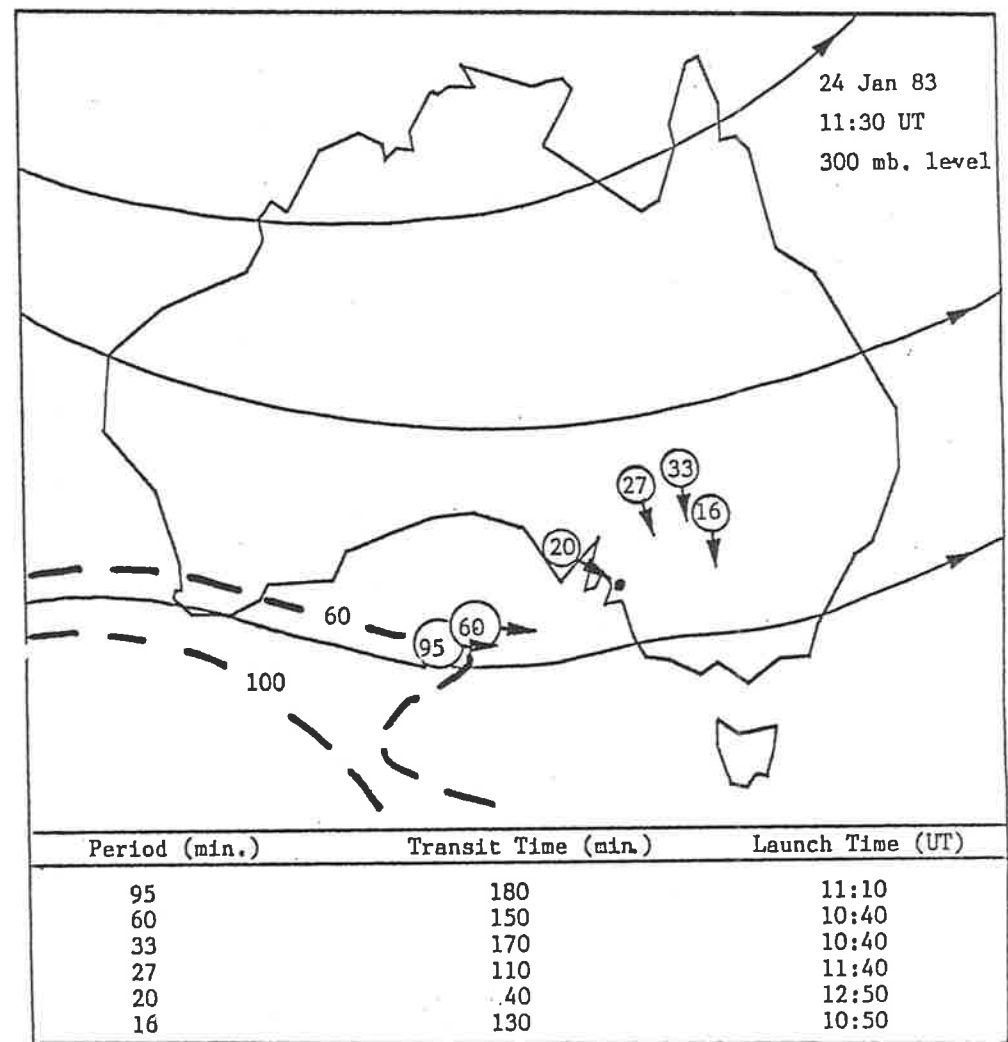 24 Jan 83
11:30 UT
300 mb. level
33
27
16
20
60
60
95
100
Period (min.) Transit Time (min.) Launch Time (UT)
95 180 11:10
60 150 10:40
33 170 10:40
27 110 11:40
20 40 12:50
16 130 10:50